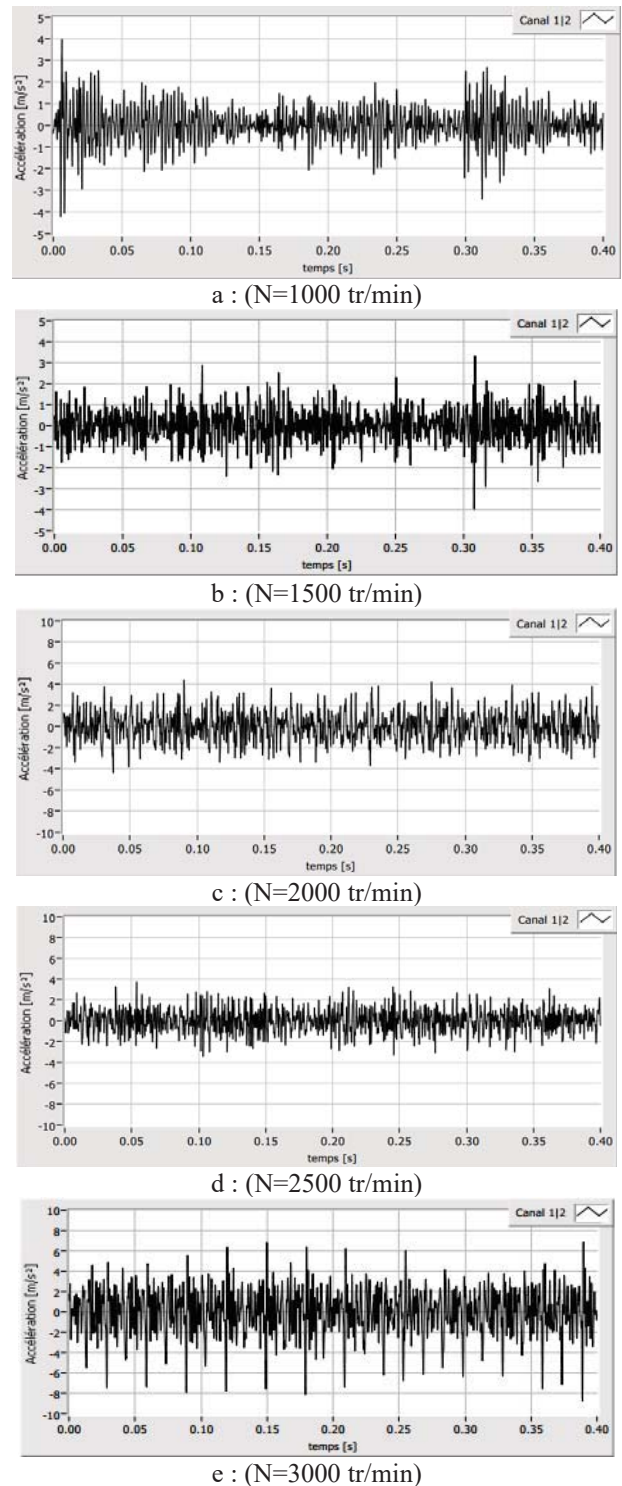 Canal 1|2
5
4
3
2
1
0
-1
-2
-3
-4
-5
Accélération [m/s²]
0.00 0.05 0.10 0.15 0.20 0.25 0.30 0.35 0.40
temps [s]
a : (N=1000 tr/min)
Canal 1|2
5
4
3
2
1
0
-1
-2
-3
-4
-5
Accélération [m/s²]
0.00 0.05 0.10 0.15 0.20 0.25 0.30 0.35 0.40
temps [s]
b : (N=1500 tr/min)
Canal 1|2
10
8
6
4
2
0
-2
-4
-6
-8
-10
Accélération [m/s²]
0.00 0.05 0.10 0.15 0.20 0.25 0.30 0.35 0.40
temps [s]
c : (N=2000 tr/min)
Canal 1|2
10
8
6
4
2
0
-2
-4
-6
-8
-10
Accélération [m/s²]
0.00 0.05 0.10 0.15 0.20 0.25 0.30 0.35 0.40
temps [s]
d : (N=2500 tr/min)
Canal 1|2
10
8
6
4
2
0
-2
-4
-6
-8
-10
Accélération [m/s²]
0.00 0.05 0.10 0.15 0.20 0.25 0.30 0.35 0.40
temps [s]
e : (N=3000 tr/min)